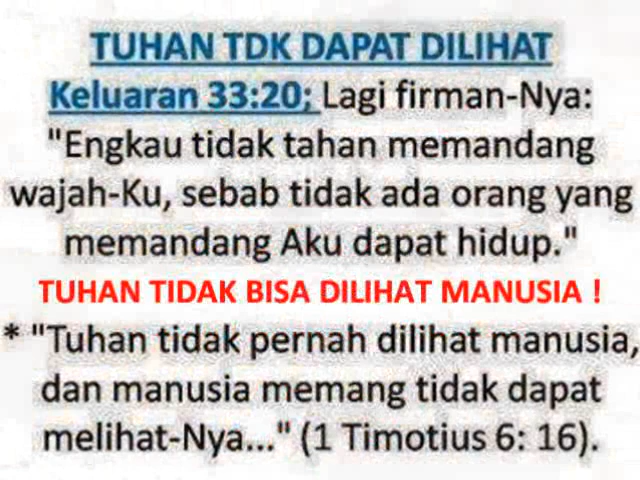 TUHAN TDK DAPAT DILIHAT
Keluaran 33:20; Lagi firman-Nya:
"Engkau tidak tahan memandang
wajah-Ku, sebab tidak ada orang yang
memandang Aku dapat hidup."
TUHAN TIDAK BISA DILIHAT MANUSIA !
* "Tuhan tidak pernah dilihat manusia,
dan manusia memang tidak dapat
melihat-Nya..." (1 Timotius 6: 16).